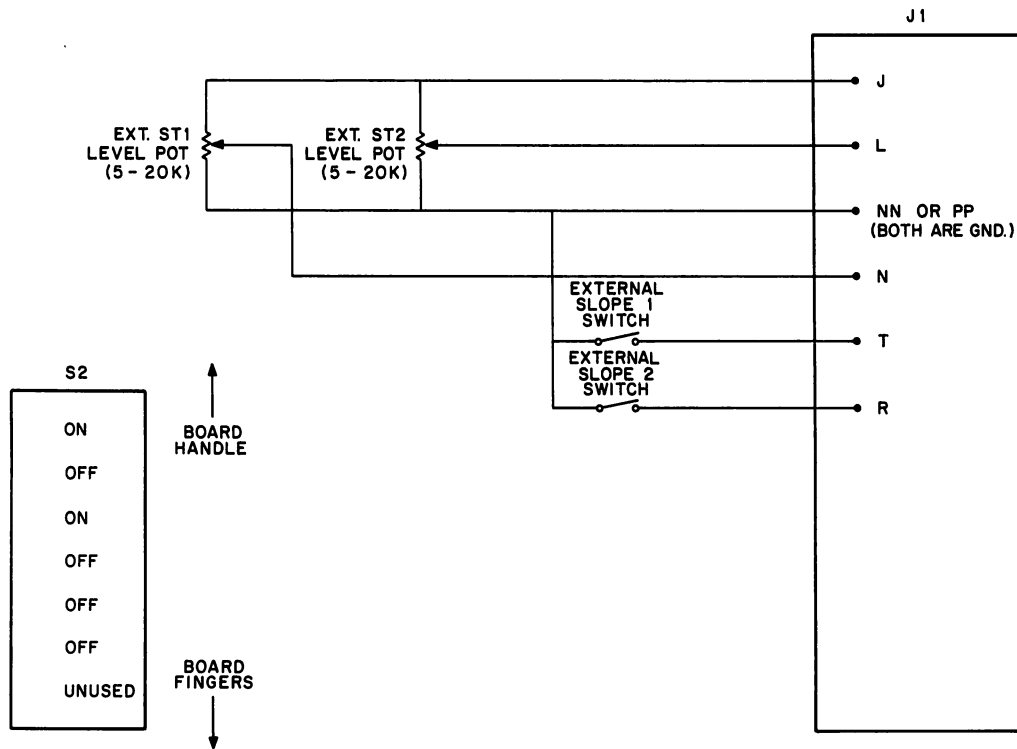 J1
J
EXT. ST1
LEVEL POT
(5-20K)
EXT. ST2
LEVEL POT
(5-20K)
L
NN OR PP
(BOTH ARE GND.)
N
EXTERNAL
SLOPE 1
SWITCH
T
EXTERNAL
SLOPE 2
SWITCH
R
S2
ON
OFF
ON
OFF
OFF
OFF
UNUSED
BOARD
HANDLE
BOARD
FINGERS